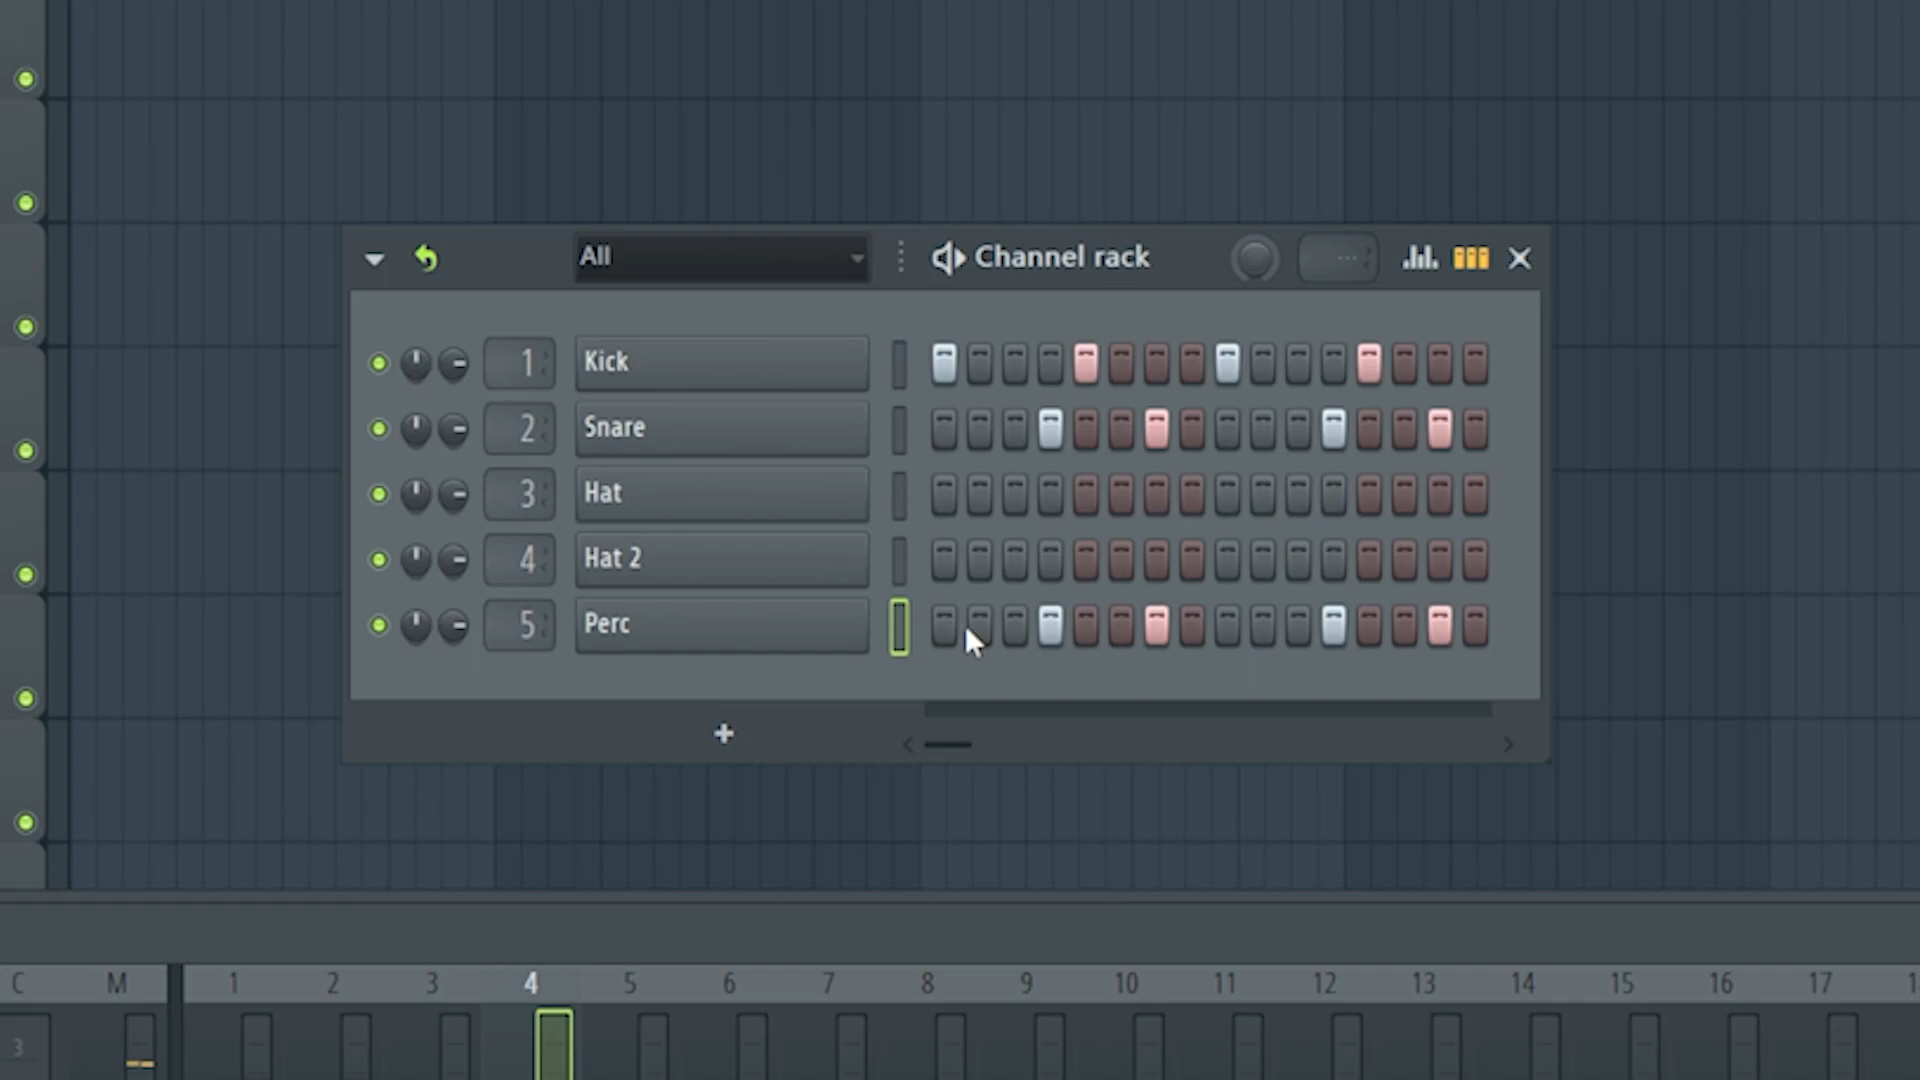 All
Channel rack
1 Kick
2 Snare
3 Hat
4 Hat 2
5 Perc
C M 1 2 3 4 5 6 7 8 9 10 11 12 13 14 15 16 17
3